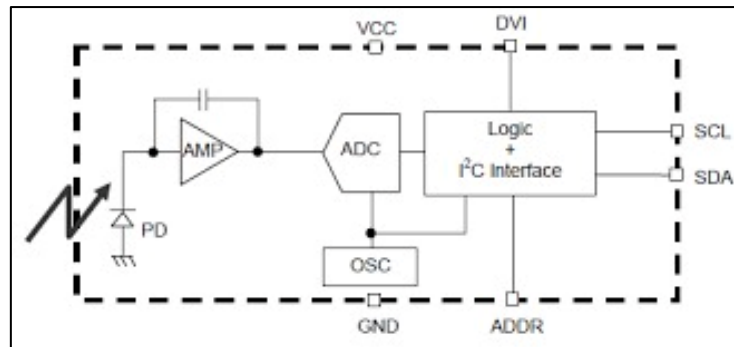 VCC
DVI
AMP
ADC
Logic
+
I²C Interface
SCL
SDA
PD
OSC
GND
ADDR